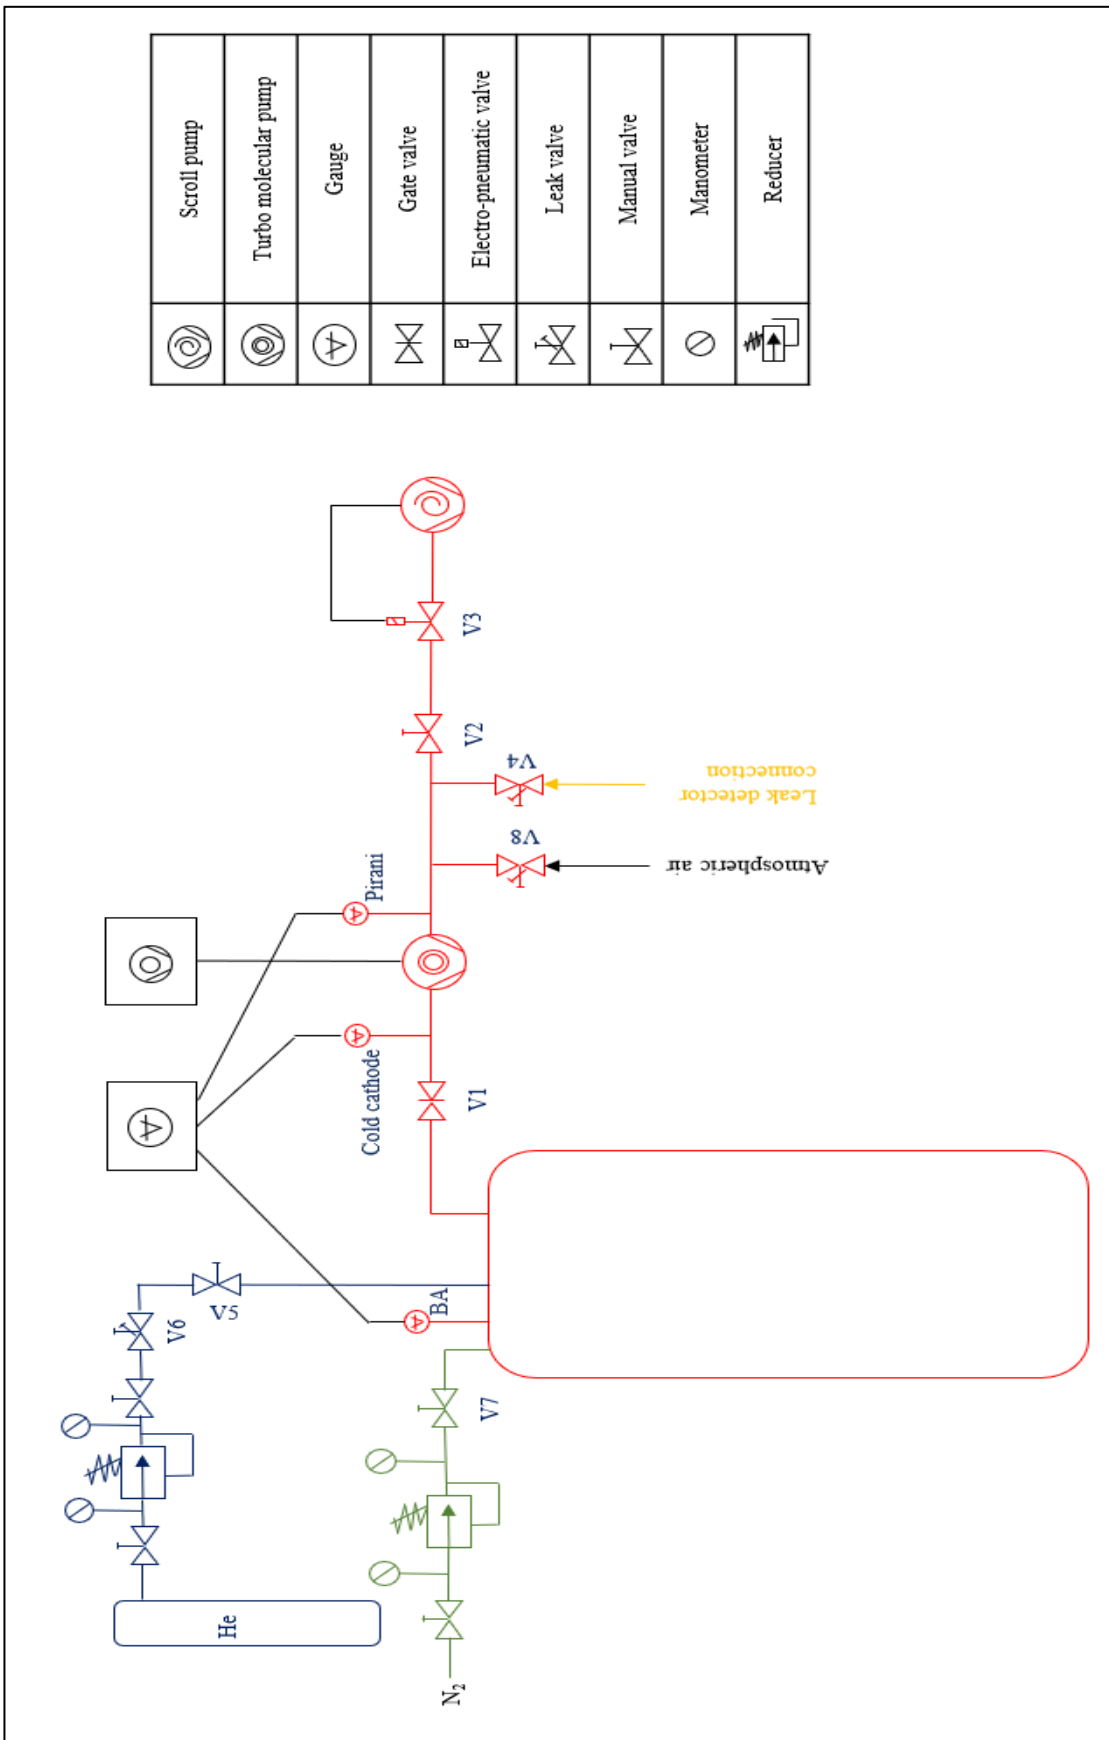 Scroll pump
Turbo molecular pump
Gauge
Gate valve
Electro-pneumatic valve
Leak valve
Manual valve
Manometer
Reducer
V3
V2
V4
Leak detector
connection
V8
Atmospheric air
Pirani
Cold cathode
V1
BA
V5
V6
V7
He
N₂